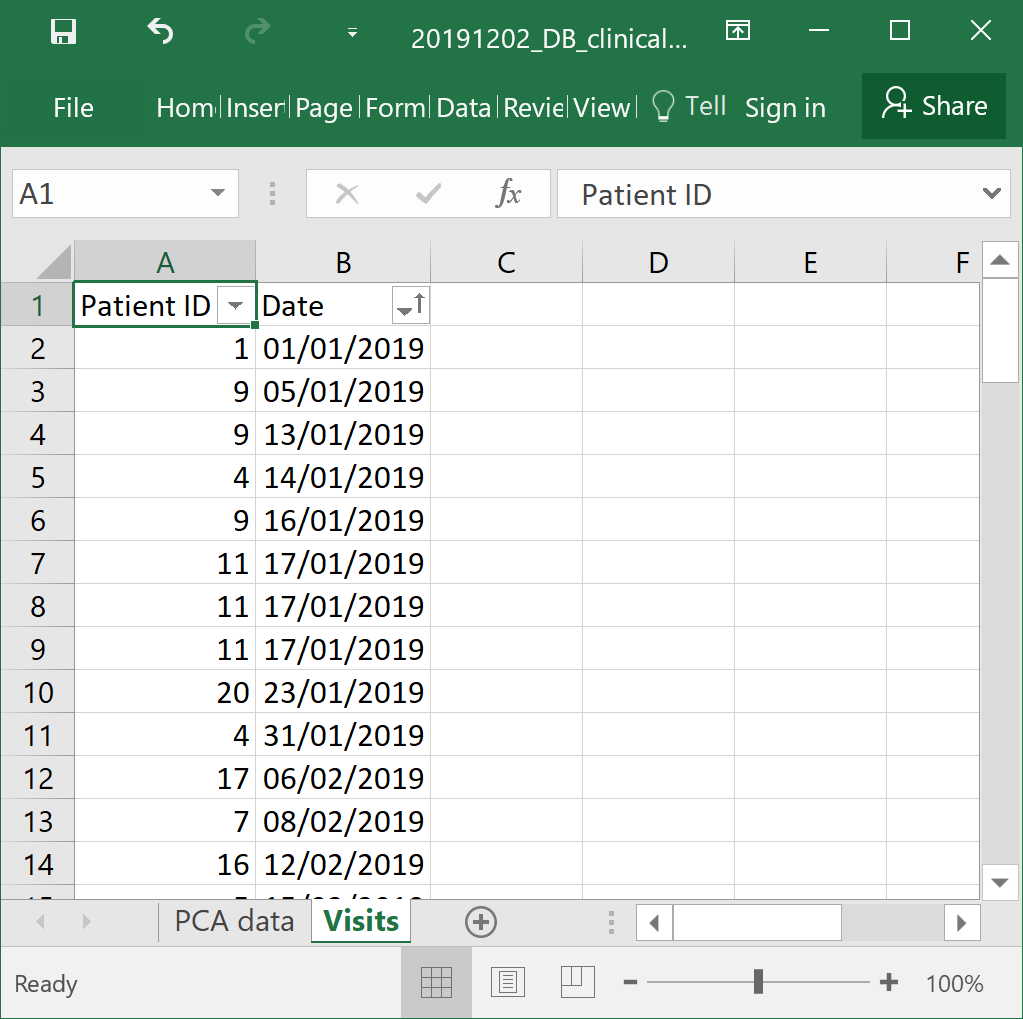 20191202_DB_clinical...
File Hom Inser Page Form Data Revie View Tell Sign in Share
A1 fx Patient ID
A B C D E F
1 Patient ID Date
2 1 01/01/2019
3 9 05/01/2019
4 9 13/01/2019
5 4 14/01/2019
6 9 16/01/2019
7 11 17/01/2019
8 11 17/01/2019
9 11 17/01/2019
10 20 23/01/2019
11 4 31/01/2019
12 17 06/02/2019
13 7 08/02/2019
14 16 12/02/2019
PCA data Visits
Ready 100%